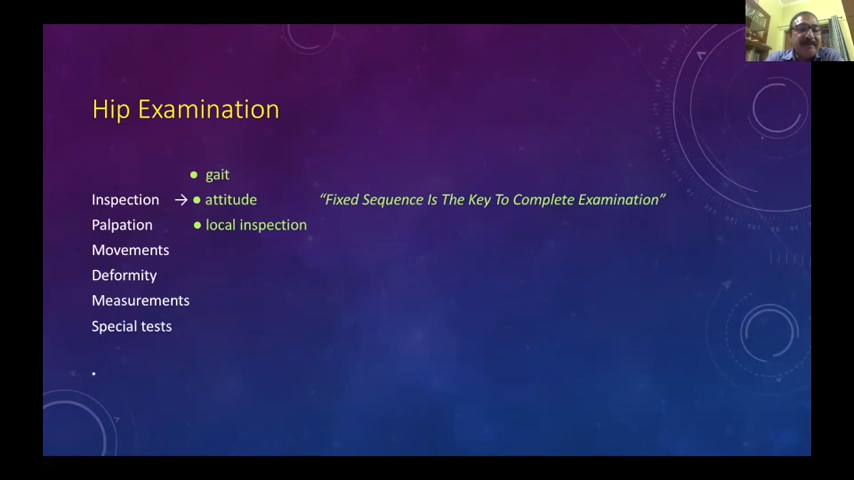 Hip Examination
● gait
Inspection → ● attitude “Fixed Sequence Is The Key To Complete Examination”
Palpation ● local inspection
Movements
Deformity
Measurements
Special tests